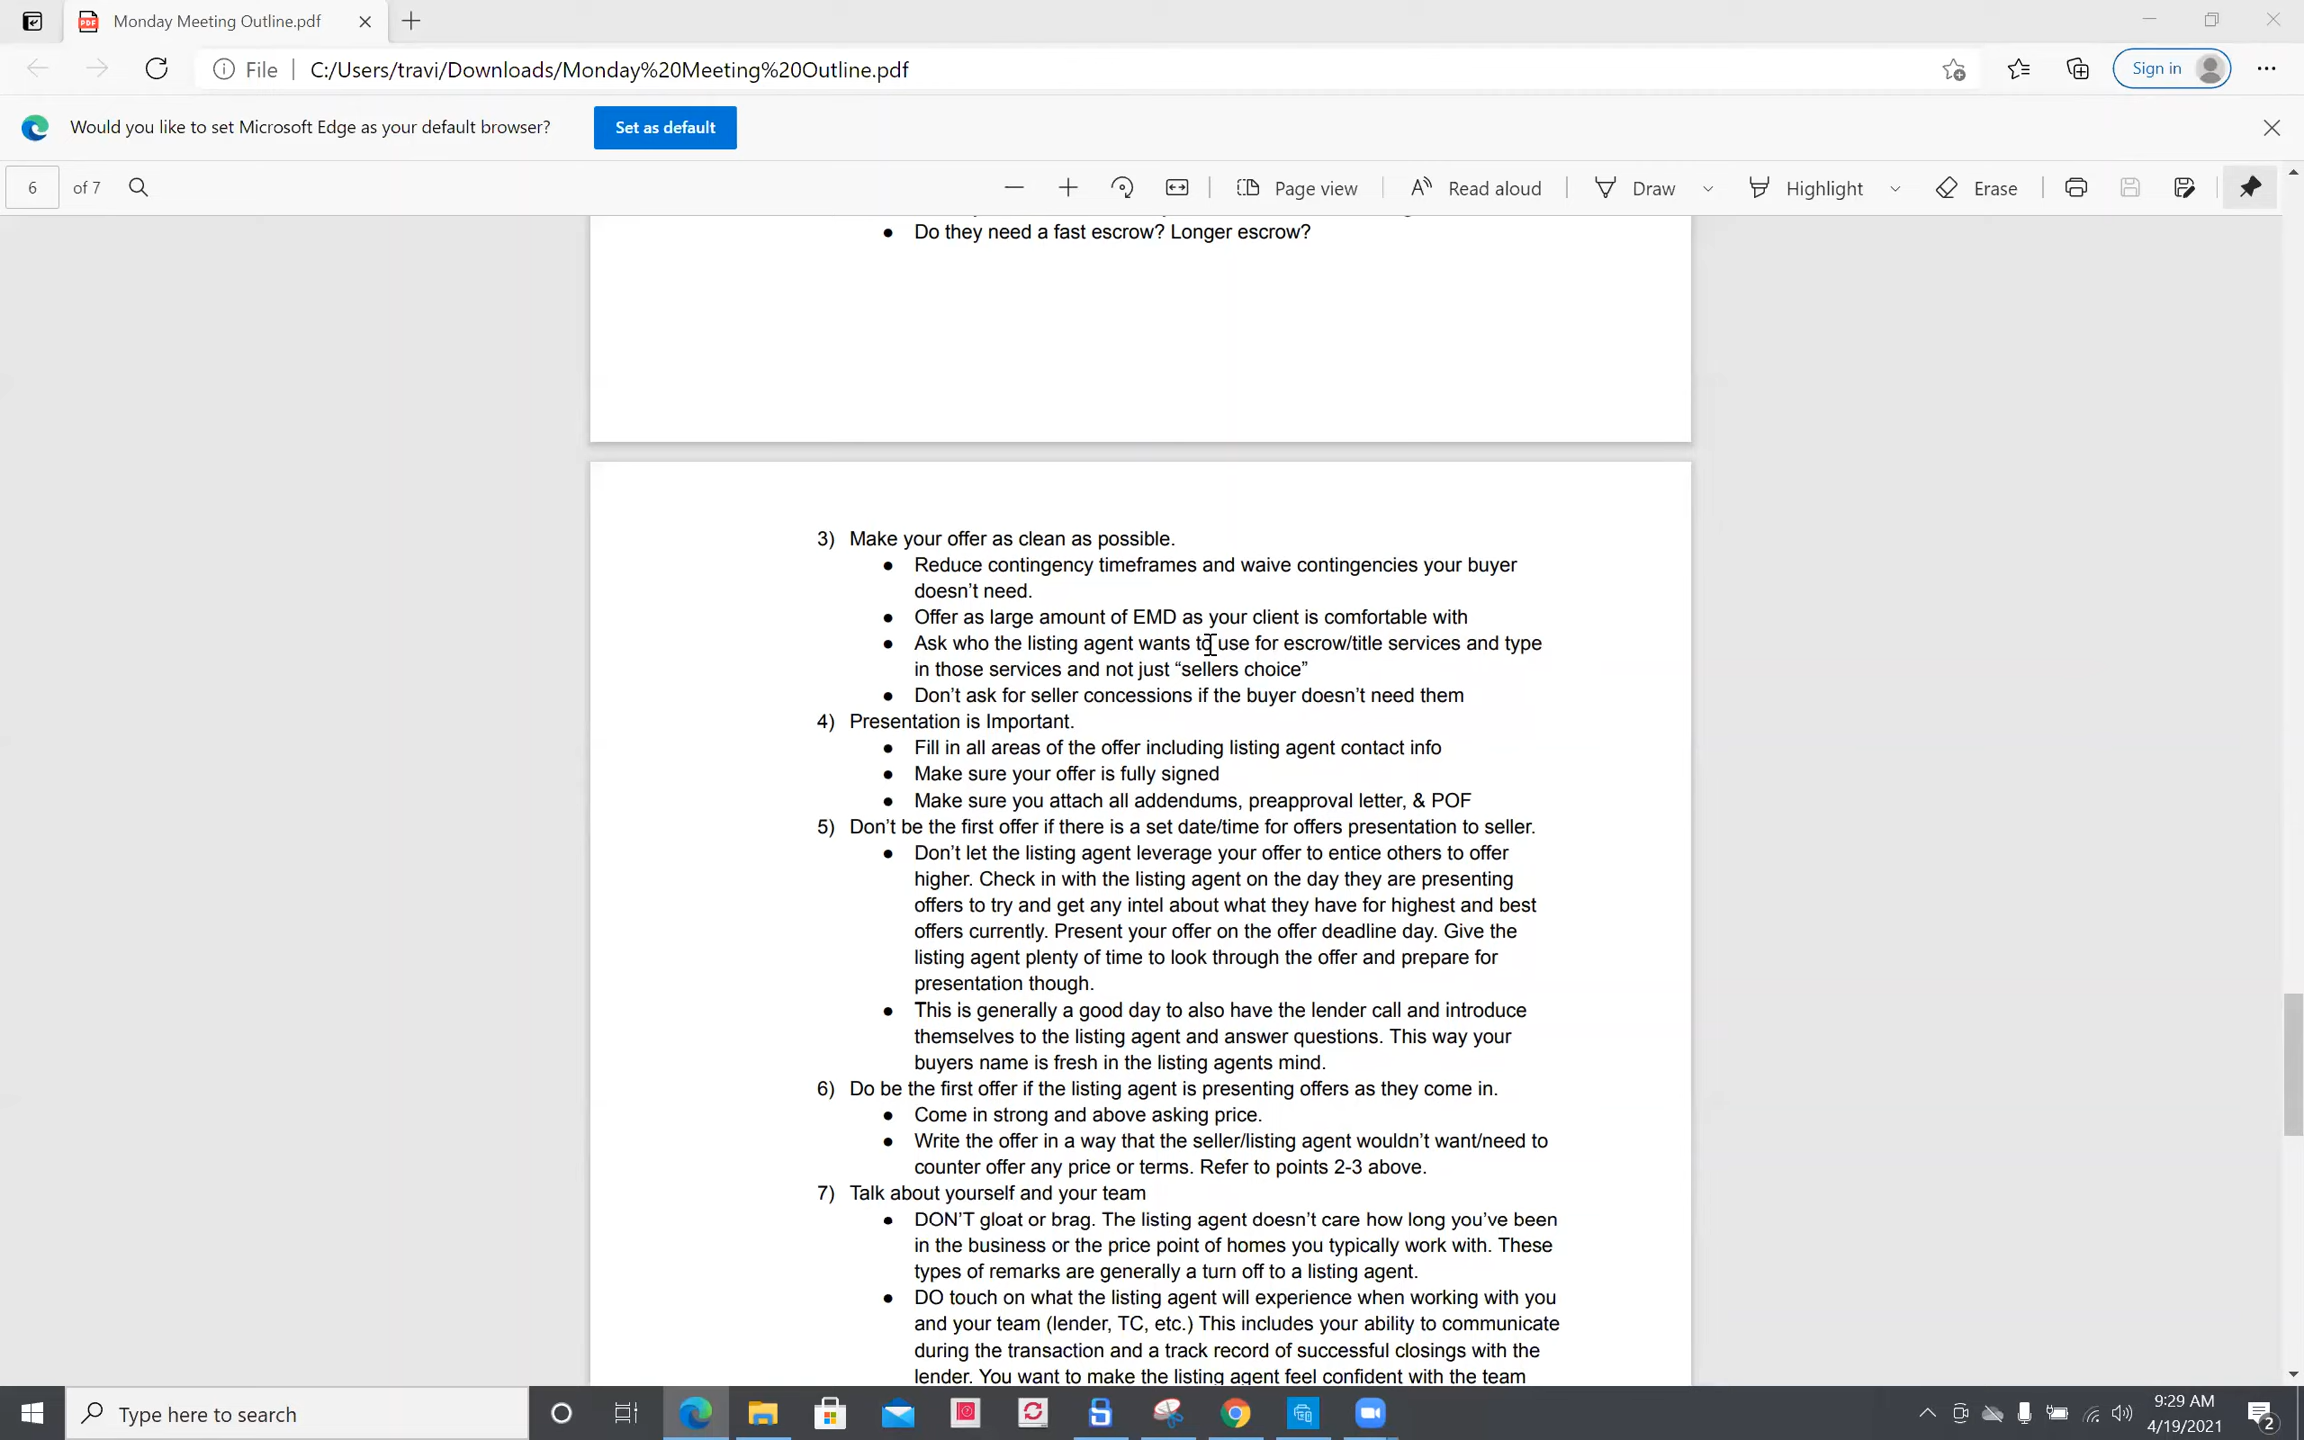 Monday Meeting Outline.pdf
File
C:/Users/travi/Downloads/Monday%20Meeting%20Outline.pdf
Sign in
Would you like to set Microsoft Edge as your default browser?
Set as default
6 of 7
Page view
Read aloud
Draw
Highlight
Erase
● Do they need a fast escrow? Longer escrow?
3) Make your offer as clean as possible.
● Reduce contingency timeframes and waive contingencies your buyer
doesn’t need.
● Offer as large amount of EMD as your client is comfortable with
● Ask who the listing agent wants to use for escrow/title services and type
in those services and not just “sellers choice”
● Don’t ask for seller concessions if the buyer doesn’t need them
4) Presentation is Important.
● Fill in all areas of the offer including listing agent contact info
● Make sure your offer is fully signed
● Make sure you attach all addendums, preapproval letter, & POF
5) Don’t be the first offer if there is a set date/time for offers presentation to seller.
● Don’t let the listing agent leverage your offer to entice others to offer
higher. Check in with the listing agent on the day they are presenting
offers to try and get any intel about what they have for highest and best
offers currently. Present your offer on the offer deadline day. Give the
listing agent plenty of time to look through the offer and prepare for
presentation though.
● This is generally a good day to also have the lender call and introduce
themselves to the listing agent and answer questions. This way your
buyers name is fresh in the listing agents mind.
6) Do be the first offer if the listing agent is presenting offers as they come in.
● Come in strong and above asking price.
● Write the offer in a way that the seller/listing agent wouldn’t want/need to
counter offer any price or terms. Refer to points 2-3 above.
7) Talk about yourself and your team
● DON’T gloat or brag. The listing agent doesn’t care how long you’ve been
in the business or the price point of homes you typically work with. These
types of remarks are generally a turn off to a listing agent.
● DO touch on what the listing agent will experience when working with you
and your team (lender, TC, etc.) This includes your ability to communicate
during the transaction and a track record of successful closings with the
lender. You want to make the listing agent feel confident with the team
Type here to search
9:29 AM
4/19/2021
2